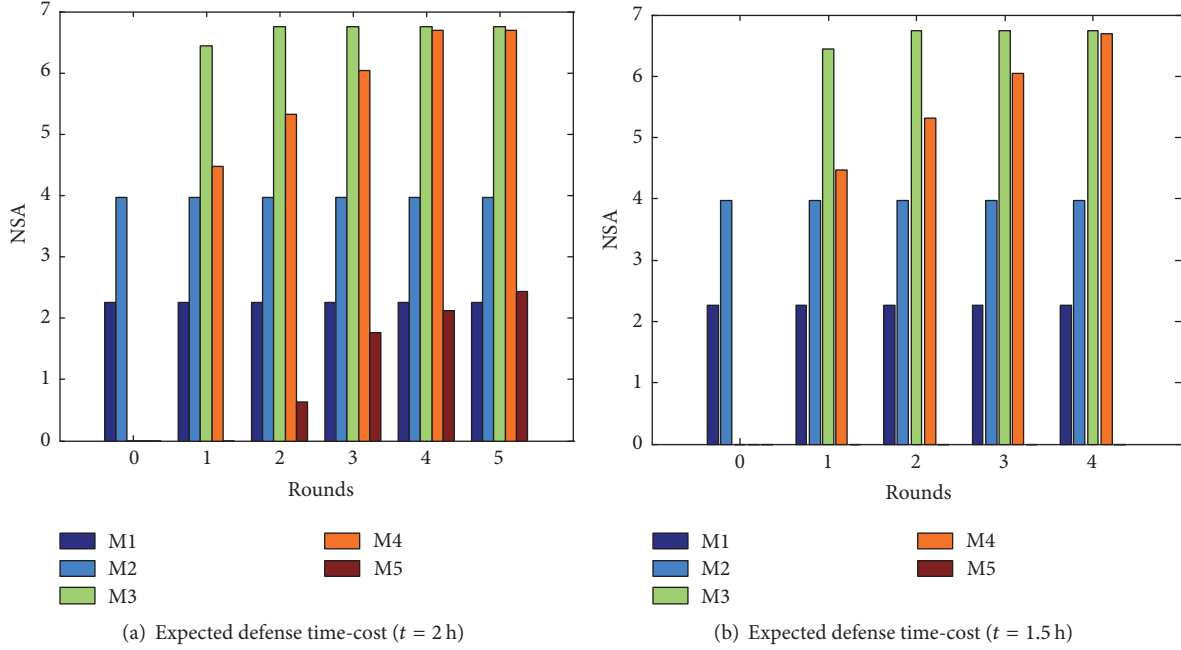 7
6
5
4
3
2
1
0
NSA
0 1 2 3 4 5
Rounds
M1
M2
M3
M4
M5
(a) Expected defense time-cost (t = 2 h)
7
6
5
4
3
2
1
0
NSA
0 1 2 3 4
Rounds
M1
M2
M3
M4
M5
(b) Expected defense time-cost (t = 1.5 h)